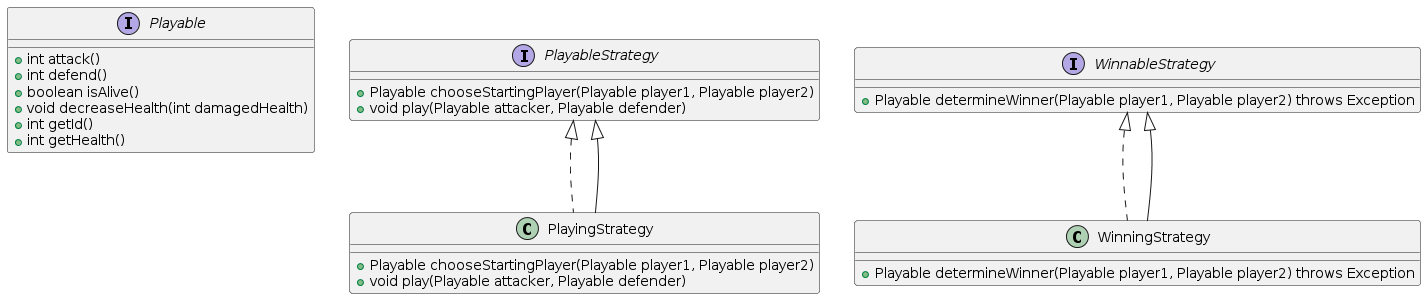 I Playable
int attack()
int defend()
boolean isAlive()
void decreaseHealth(int damagedHealth)
int getId()
int getHealth()
I PlayableStrategy
Playable chooseStartingPlayer(Playable player1, Playable player2)
void play(Playable attacker, Playable defender)
I WinnableStrategy
Playable determineWinner(Playable player1, Playable player2) throws Exception
C PlayingStrategy
Playable chooseStartingPlayer(Playable player1, Playable player2)
void play(Playable attacker, Playable defender)
C WinningStrategy
Playable determineWinner(Playable player1, Playable player2) throws Exception